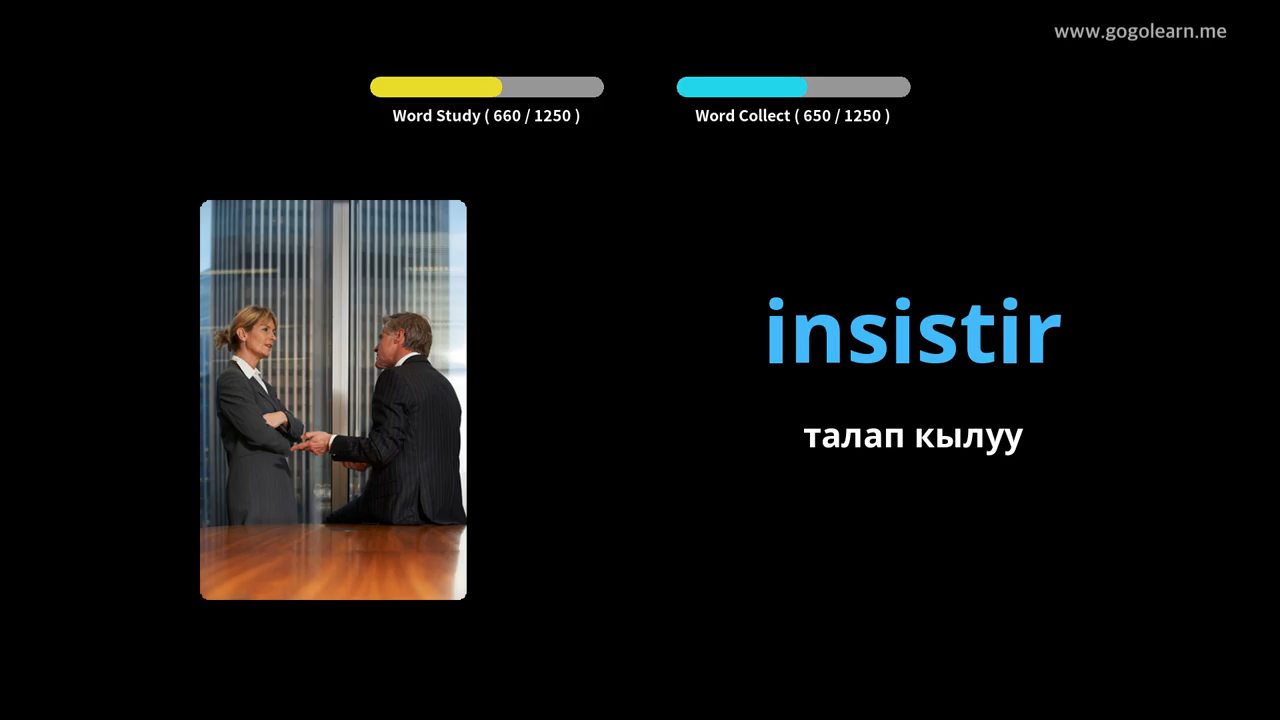 www.gogolearn.me
Word Study ( 660 / 1250 )
Word Collect ( 650 / 1250 )
insistir
талап кылуу